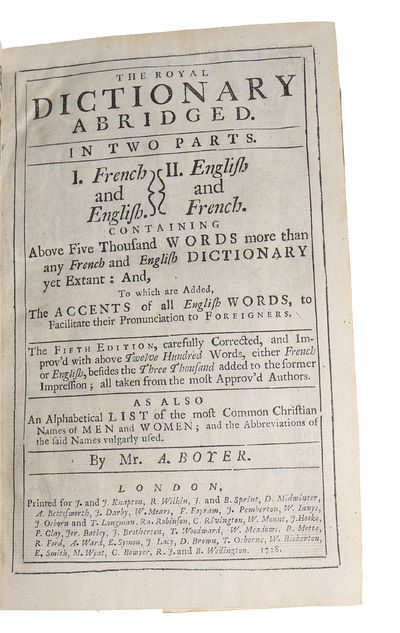 THE ROYAL
DICTIONARY
ABRIDGED.
IN TWO PARTS.
I. French and English. II. English and French.
CONTAINING
Above Five Thouſand WORDS more than
any French and Engliſh DICTIONARY
yet Extant: And,
To which are Added,
The ACCENTS of all Engliſh WORDS, to
Facilitate their Pronunciation to FOREIGNERS.
The FIFTH EDITION, carefully Corrected, and Im-
prov'd with above Twelve Hundred Words, either French
or Engliſh, beſides the Three Thouſand added to the former
Impreſſion; all taken from the moſt Approv'd Authors.
AS ALSO
An Alphabetical LIST of the moſt Common Chriſtian
Names of MEN and WOMEN; and the Abbreviations of
the ſaid Names vulgarly uſed.
By Mr. A. BOYER.
LONDON,
Printed for J. and J. Knapton, R. Wilkin, J. and B. Sprint, D. Midwinter,
A. Betteſworth, J. Darby, W. Mears, F. Fayram, J. Pemberton, W. Innys,
J. Osborn and T. Longman, Ra. Robinſon, C. Rivington, W. Mount, J. Hooke,
F. Clay, Jer. Batley, J. Brotherton, T. Woodward, W. Meadows, B. Motte,
R. Ford, A. Ward, E. Symon, J. Lacy, D. Brown, T. Osborne, W. Bickerton,
E. Smith, M. Wyat, C. Bowyer, R. J. and B. Wellington. 1728.